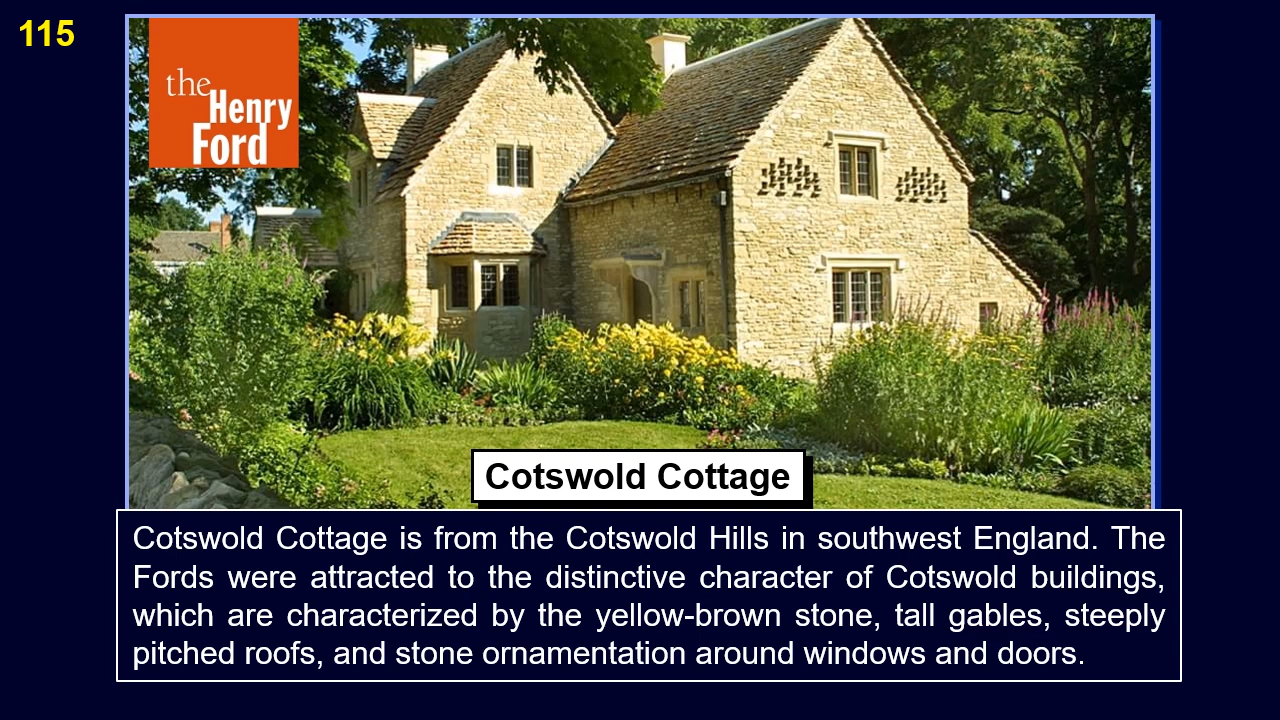 115
the
Henry
Ford
Cotswold Cottage
Cotswold Cottage is from the Cotswold Hills in southwest England. The
Fords were attracted to the distinctive character of Cotswold buildings,
which are characterized by the yellow-brown stone, tall gables, steeply
pitched roofs, and stone ornamentation around windows and doors.